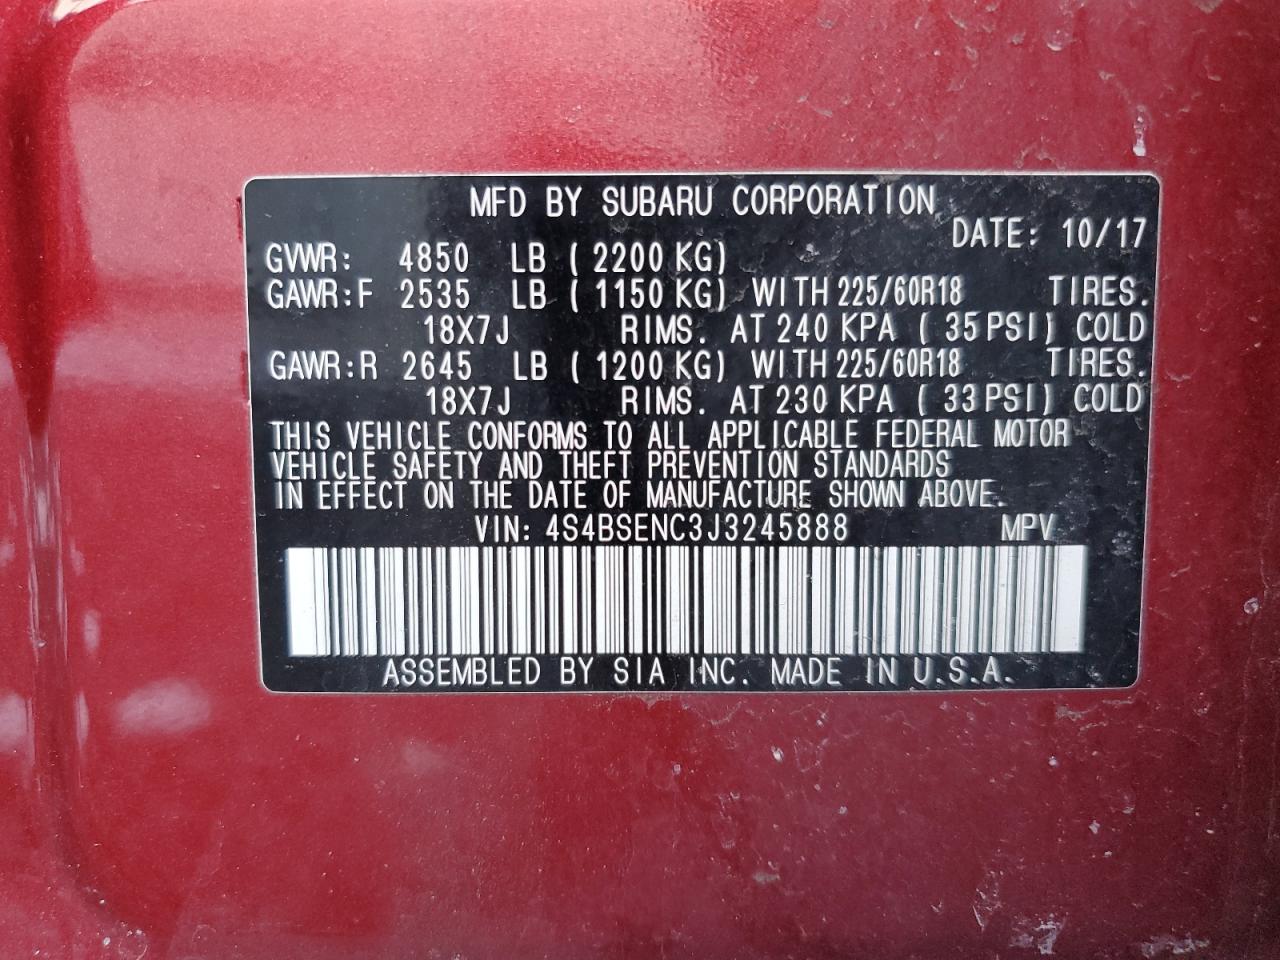 MFD BY SUBARU CORPORATION
DATE: 10/17
GVWR: 4850 LB ( 2200 KG)
GAWR:F 2535 LB ( 1150 KG) WITH 225/60R18 TIRES.
18X7J RIMS. AT 240 KPA ( 35 PSI) COLD
GAWR:R 2645 LB ( 1200 KG) WITH 225/60R18 TIRES.
18X7J RIMS. AT 230 KPA ( 33 PSI) COLD
THIS VEHICLE CONFORMS TO ALL APPLICABLE FEDERAL MOTOR
VEHICLE SAFETY AND THEFT PREVENTION STANDARDS
IN EFFECT ON THE DATE OF MANUFACTURE SHOWN ABOVE.
VIN: 4S4BSENC3J3245888 MPV
ASSEMBLED BY SIA INC. MADE IN U.S.A.